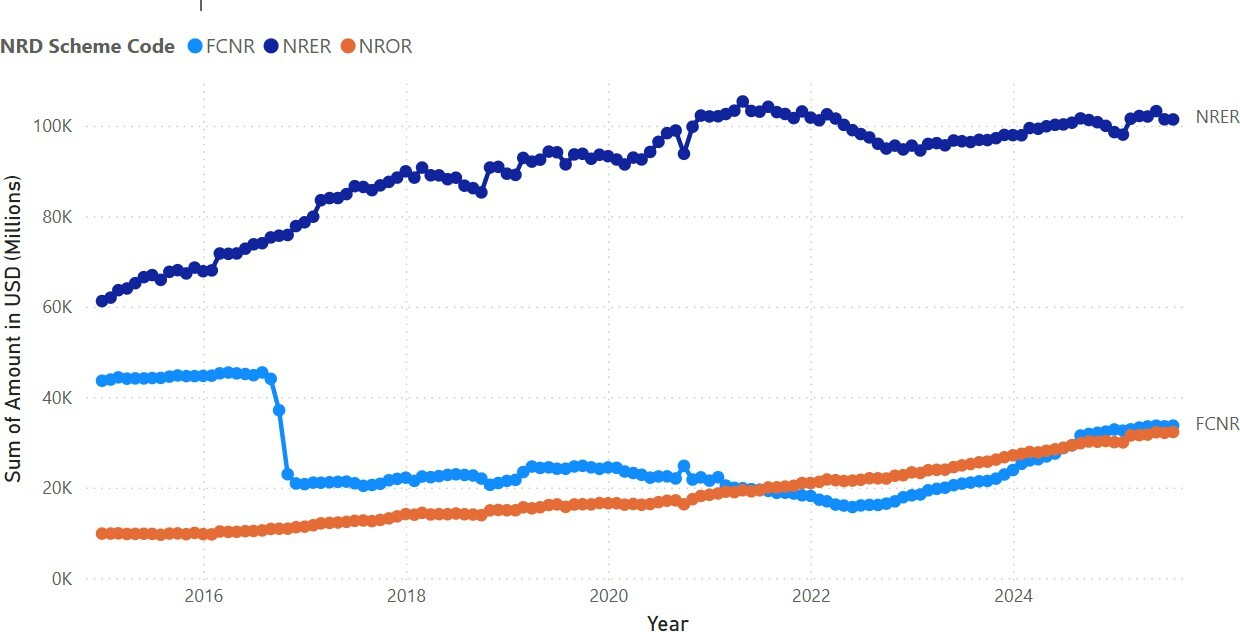 NRD Scheme Code FCNR NRER NROR
100K
80K
60K
40K
20K
0K
Sum of Amount in USD (Millions)
NRER
FCNR
2016 2018 2020 2022 2024
Year